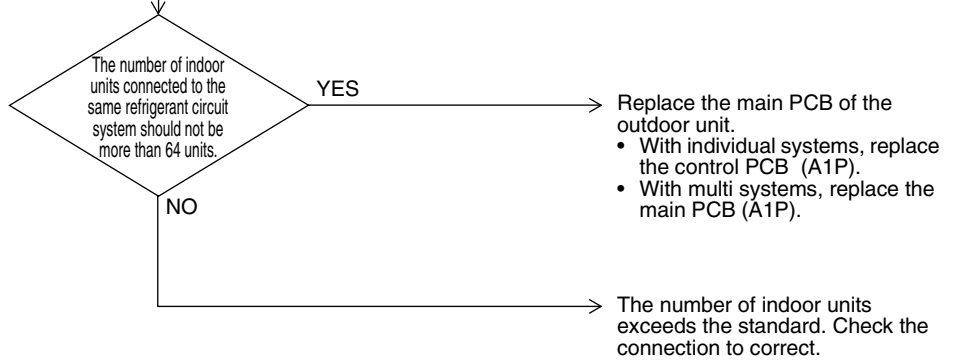 The number of indoor
units connected to the
same refrigerant circuit
system should not be
more than 64 units.
YES
Replace the main PCB of the
outdoor unit.
• With individual systems, replace
the control PCB (A1P).
• With multi systems, replace the
main PCB (A1P).
NO
The number of indoor units
exceeds the standard. Check the
connection to correct.